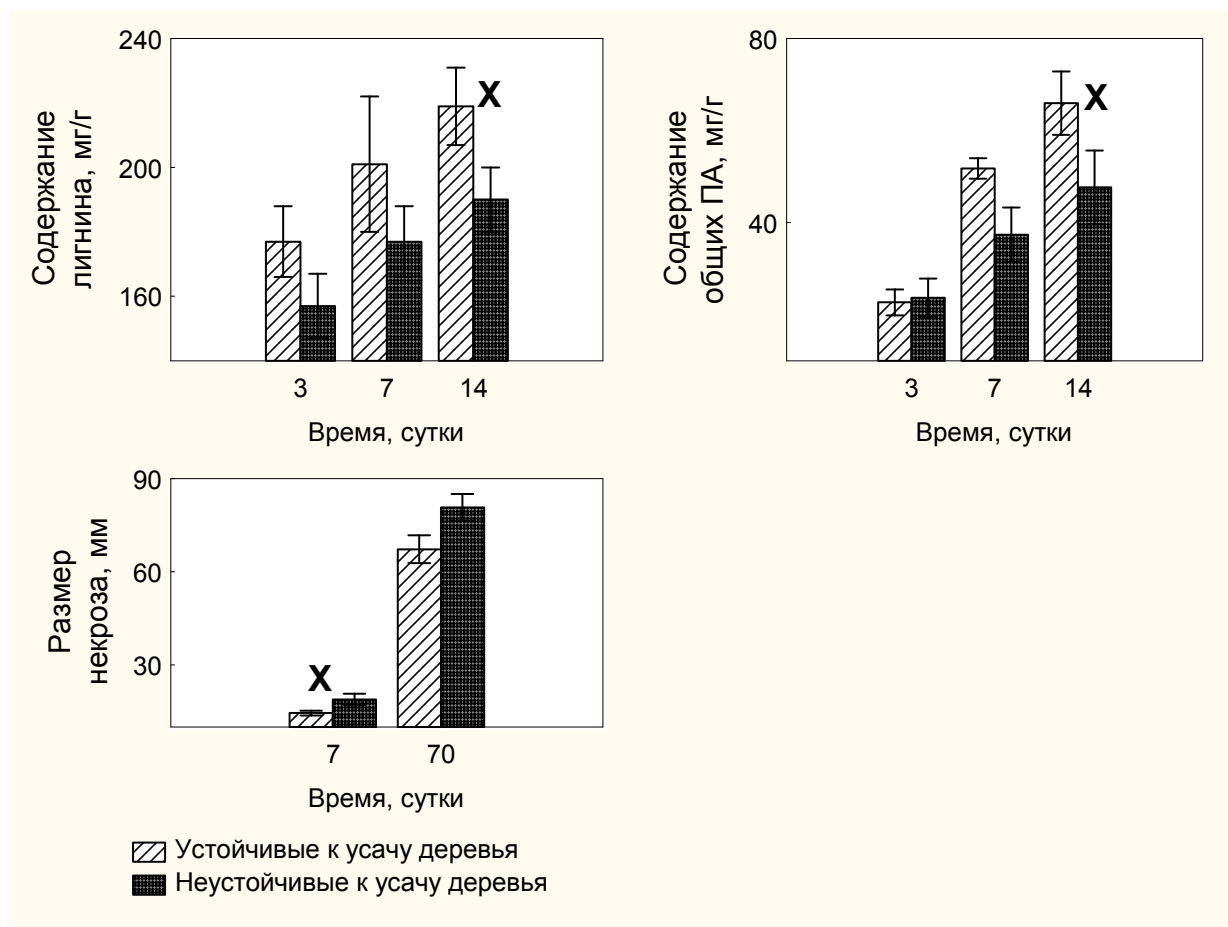 Содержание
лигнина, мг/г
240
200
160
X
3 7 14
Время, сутки
Содержание
общих ПА, мг/г
80
40
X
3 7 14
Время, сутки
Размер
некроза, мм
90
60
30
X
7 70
Время, сутки
Устойчивые к усачу деревья
Неустойчивые к усачу деревья